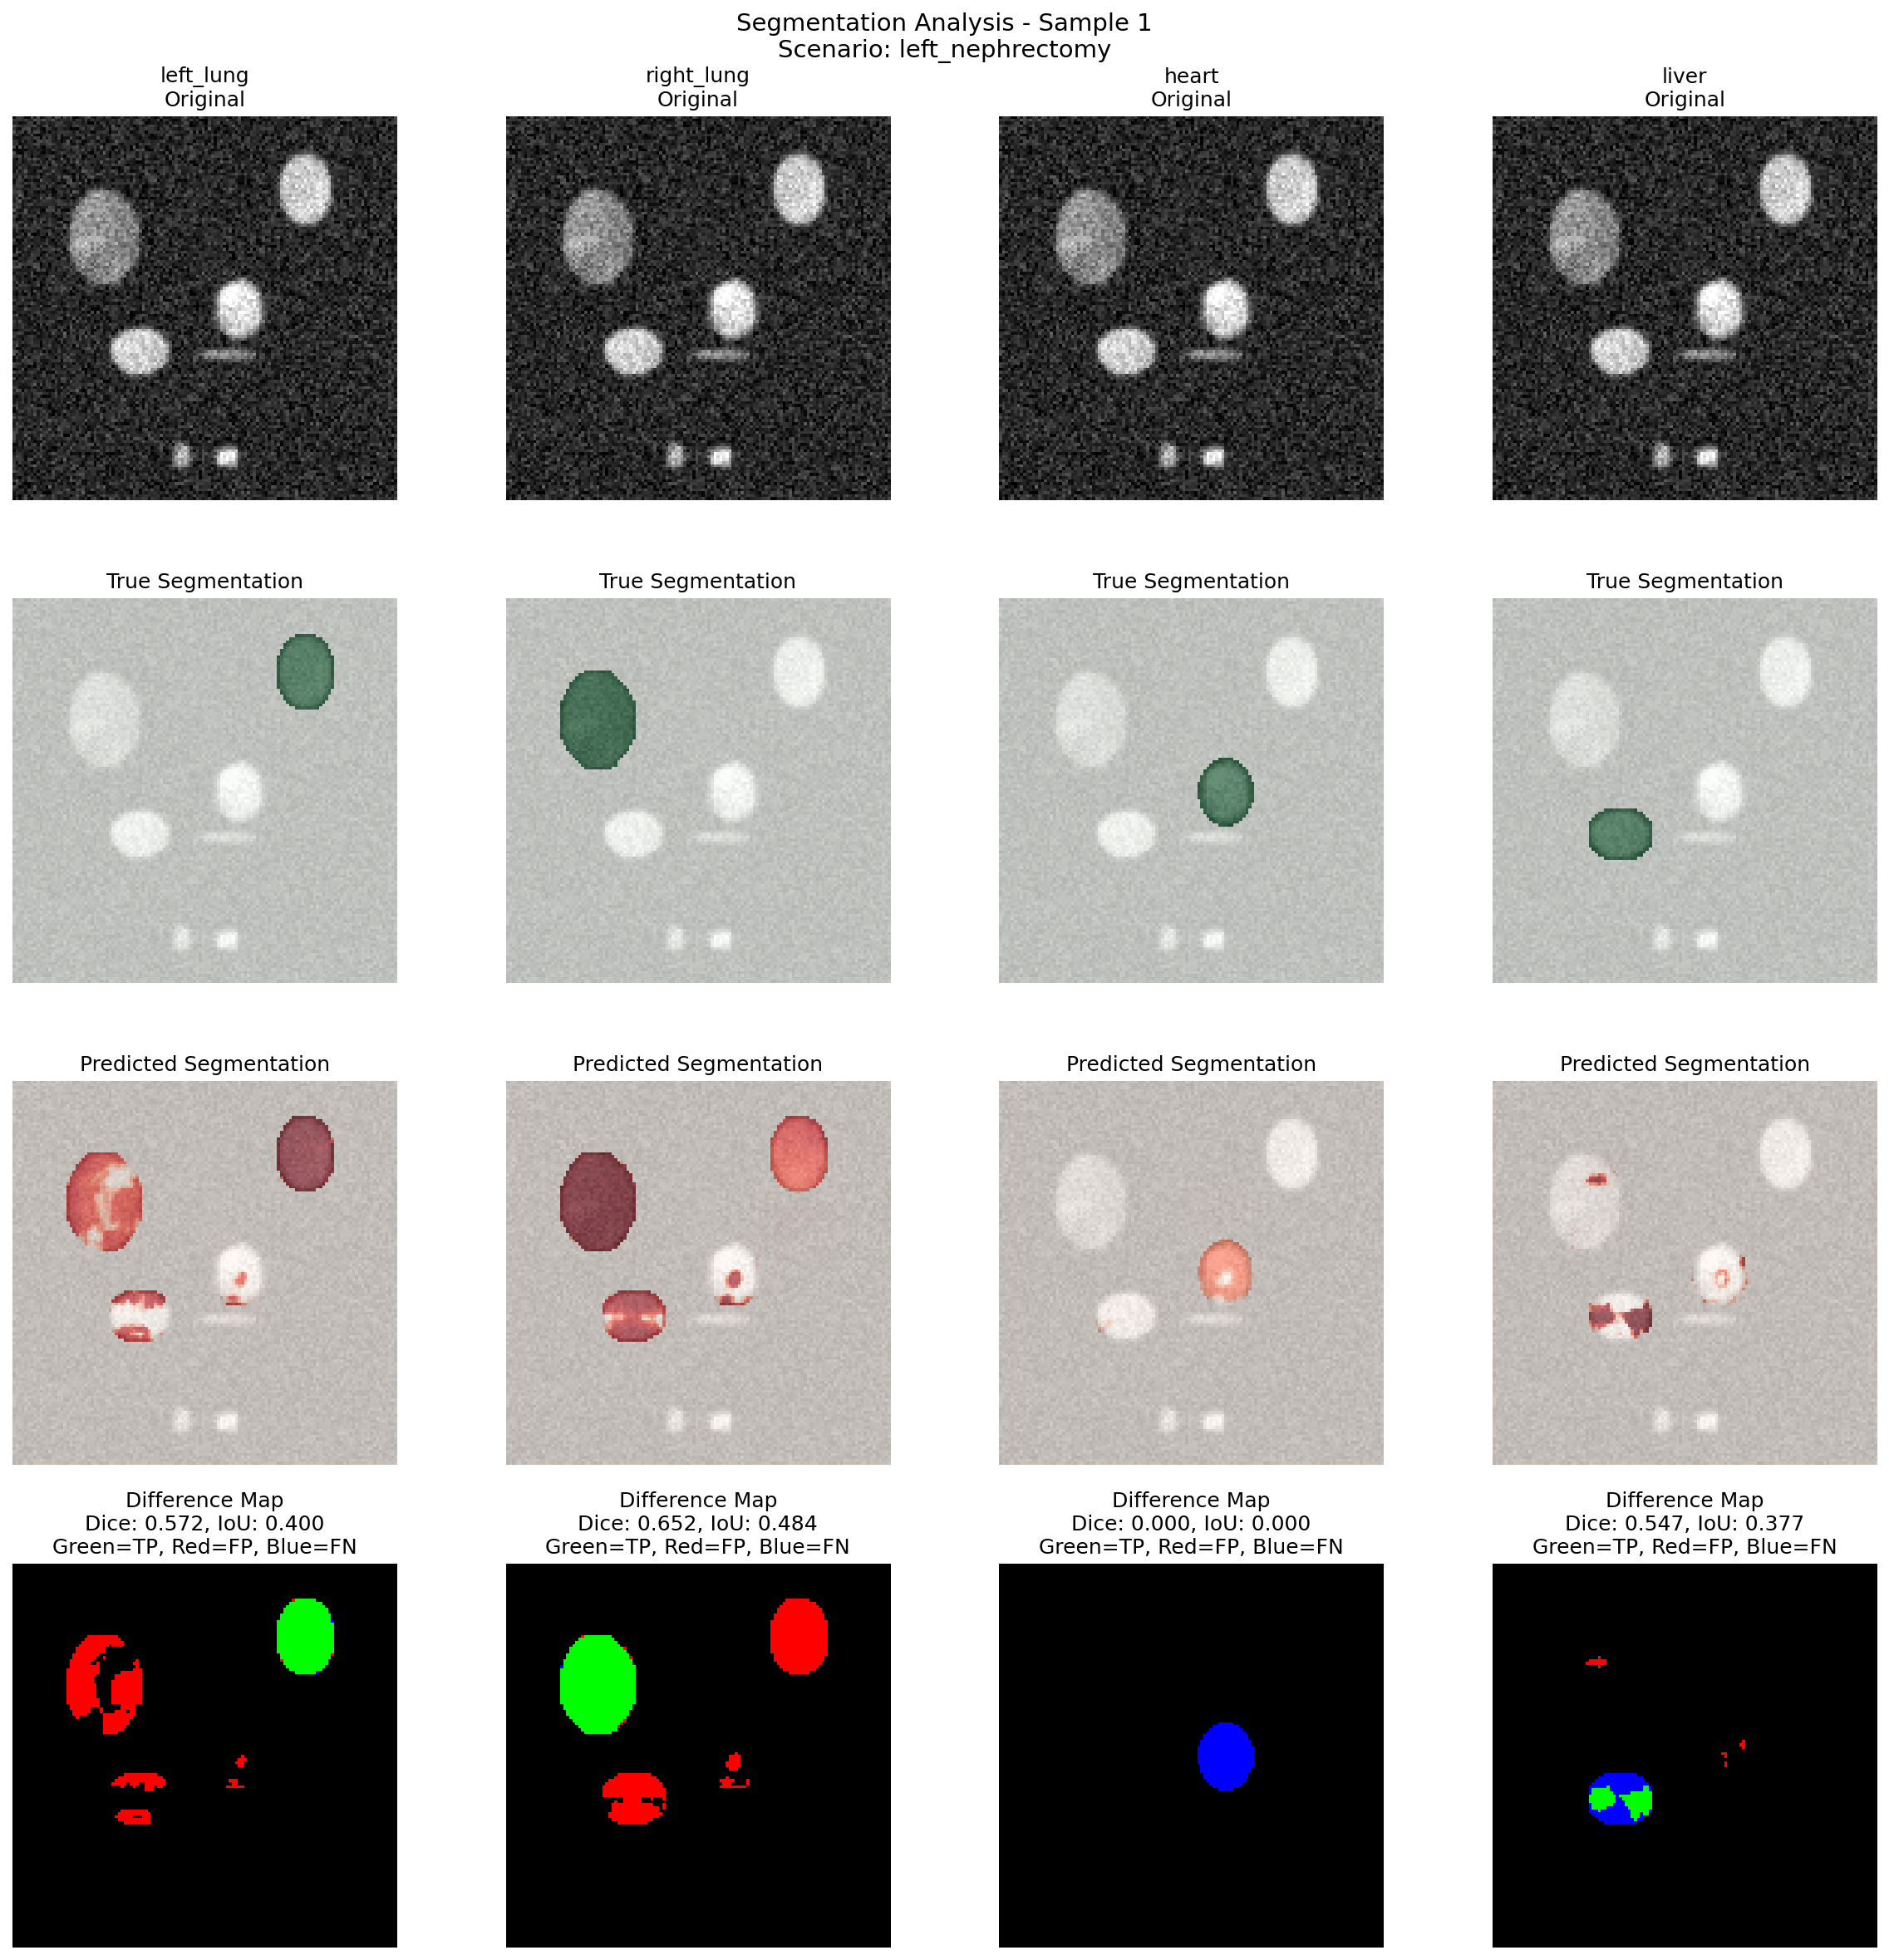 Segmentation Analysis - Sample 1
Scenario: left_nephrectomy
left_lung
Original
right_lung
Original
heart
Original
liver
Original
True Segmentation
True Segmentation
True Segmentation
True Segmentation
Predicted Segmentation
Predicted Segmentation
Predicted Segmentation
Predicted Segmentation
Difference Map
Dice: 0.572, IoU: 0.400
Green=TP, Red=FP, Blue=FN
Difference Map
Dice: 0.652, IoU: 0.484
Green=TP, Red=FP, Blue=FN
Difference Map
Dice: 0.000, IoU: 0.000
Green=TP, Red=FP, Blue=FN
Difference Map
Dice: 0.547, IoU: 0.377
Green=TP, Red=FP, Blue=FN